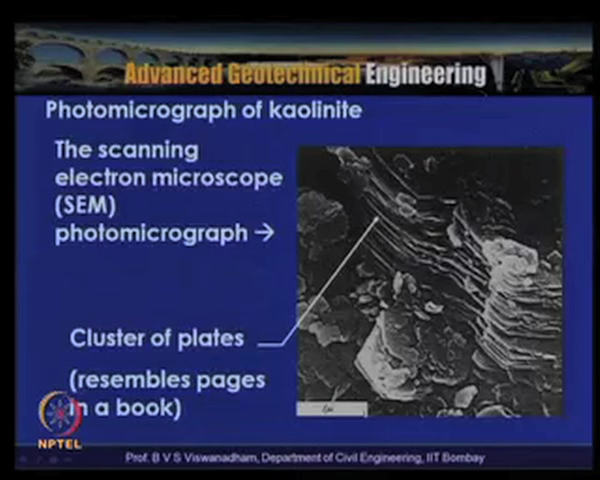 Advanced Geotechnical Engineering
Photomicrograph of kaolinite
The scanning
electron microscope
(SEM)
photomicrograph →
Cluster of plates
(resembles pages
in a book)
NPTEL
Prof. B V S Viswanadham, Department of Civil Engineering, IIT Bombay